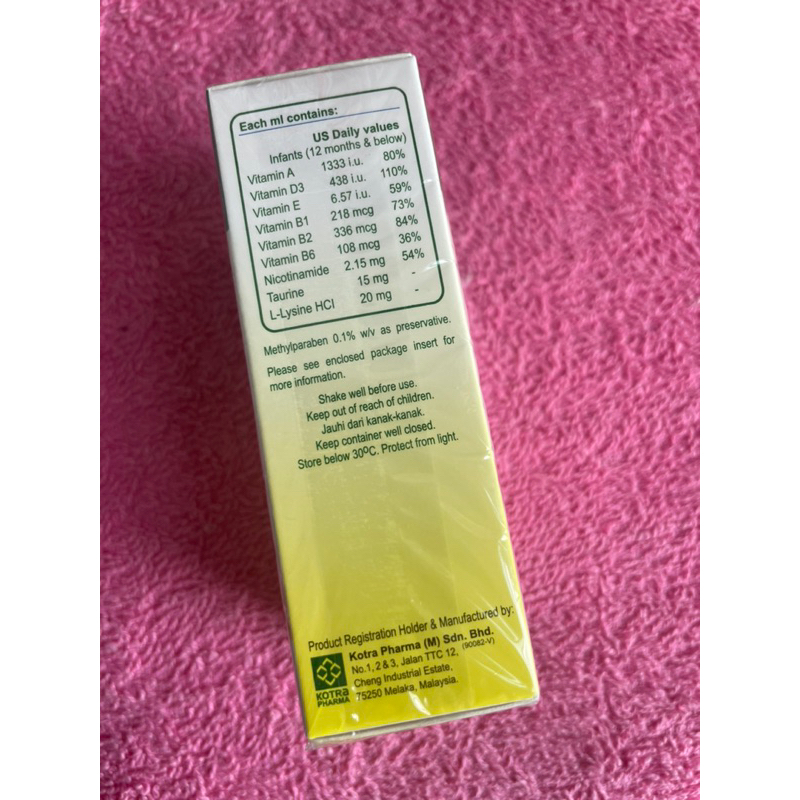 Each ml contains:
US Daily values
Infants (12 months & below)
Vitamin A 1333 i.u. 80%
Vitamin D3 438 i.u. 110%
Vitamin E 6.57 i.u. 59%
Vitamin B1 218 mcg 73%
Vitamin B2 336 mcg 84%
Vitamin B6 108 mcg 36%
Nicotinamide 2.15 mg 54%
Taurine 15 mg -
L-Lysine HCl 20 mg -
Methylparaben 0.1% w/v as preservative.
Please see enclosed package insert for
more information.
Shake well before use.
Keep out of reach of children.
Jauhi dari kanak-kanak.
Keep container well closed.
Store below 30ºC. Protect from light.
Product Registration Holder & Manufactured by:
Kotra Pharma (M) Sdn. Bhd.
No.1, 2 & 3, Jalan TTC 12, (90082-V)
Cheng Industrial Estate,
75250 Melaka, Malaysia.
KOTRA
PHARMA